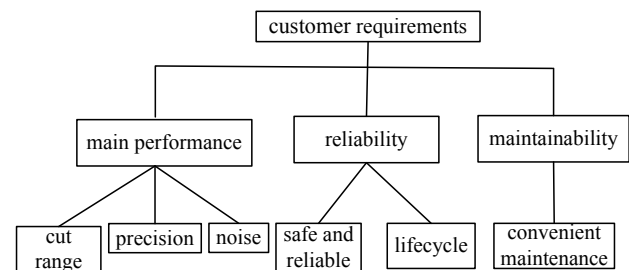 customer requirements
main performance
reliability
maintainability
cut
range
precision
noise
safe and
reliable
lifecycle
convenient
maintenance